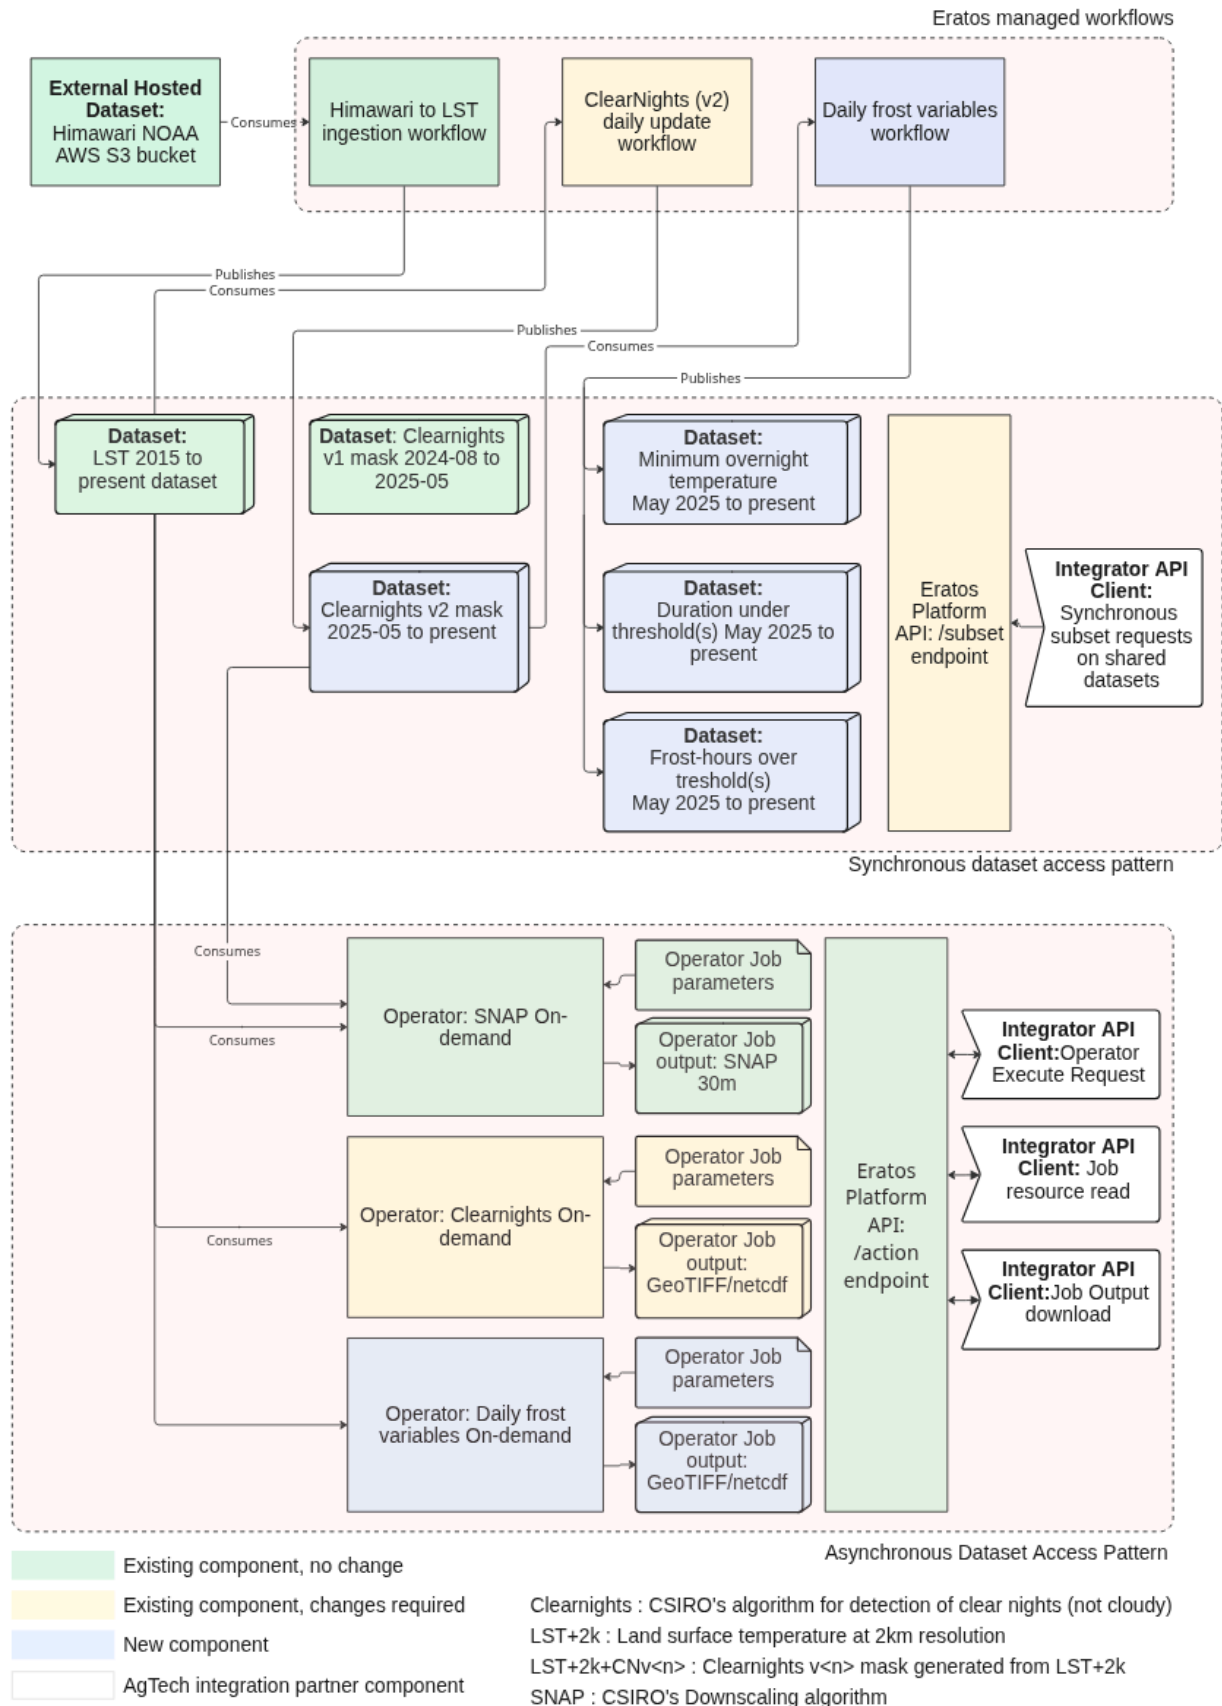 Eratos managed workflows
External Hosted
Dataset:
Himawari NOAA
AWS S3 bucket
Consumes
Himawari to LST
ingestion workflow
ClearNights (v2)
daily update
workflow
Daily frost variables
workflow
Publishes
Consumes
Publishes
Consumes
Publishes
Dataset:
LST 2015 to
present dataset
Dataset: Clearnights
v1 mask 2024-08 to
2025-05
Dataset:
Minimum overnight
temperature
May 2025 to present
Dataset:
Clearnights v2 mask
2025-05 to present
Dataset:
Duration under
threshold(s) May 2025 to
present
Dataset:
Frost-hours over
treshold(s)
May 2025 to present
Eratos
Platform
API: /subset
endpoint
Integrator API
Client:
Synchronous
subset requests
on shared
datasets
Synchronous dataset access pattern
Consumes
Consumes
Operator: SNAP On-
demand
Operator Job
parameters
Operator Job
output: SNAP
30m
Consumes
Operator: Clearnights On-
demand
Operator Job
parameters
Operator Job
output:
GeoTIFF/netcdf
Operator: Daily frost
variables On-demand
Operator Job
parameters
Operator Job
output:
GeoTIFF/netcdf
Eratos
Platform
API:
/action
endpoint
Integrator API
Client:Operator
Execute Request
Integrator API
Client: Job
resource read
Integrator API
Client:Job Output
download
Asynchronous Dataset Access Pattern
Existing component, no change
Existing component, changes required
New component
AgTech integration partner component
Clearnights : CSIRO's algorithm for detection of clear nights (not cloudy)
LST+2k : Land surface temperature at 2km resolution
LST+2k+CNv<n> : Clearnights v<n> mask generated from LST+2k
SNAP : CSIRO's Downscaling algorithm